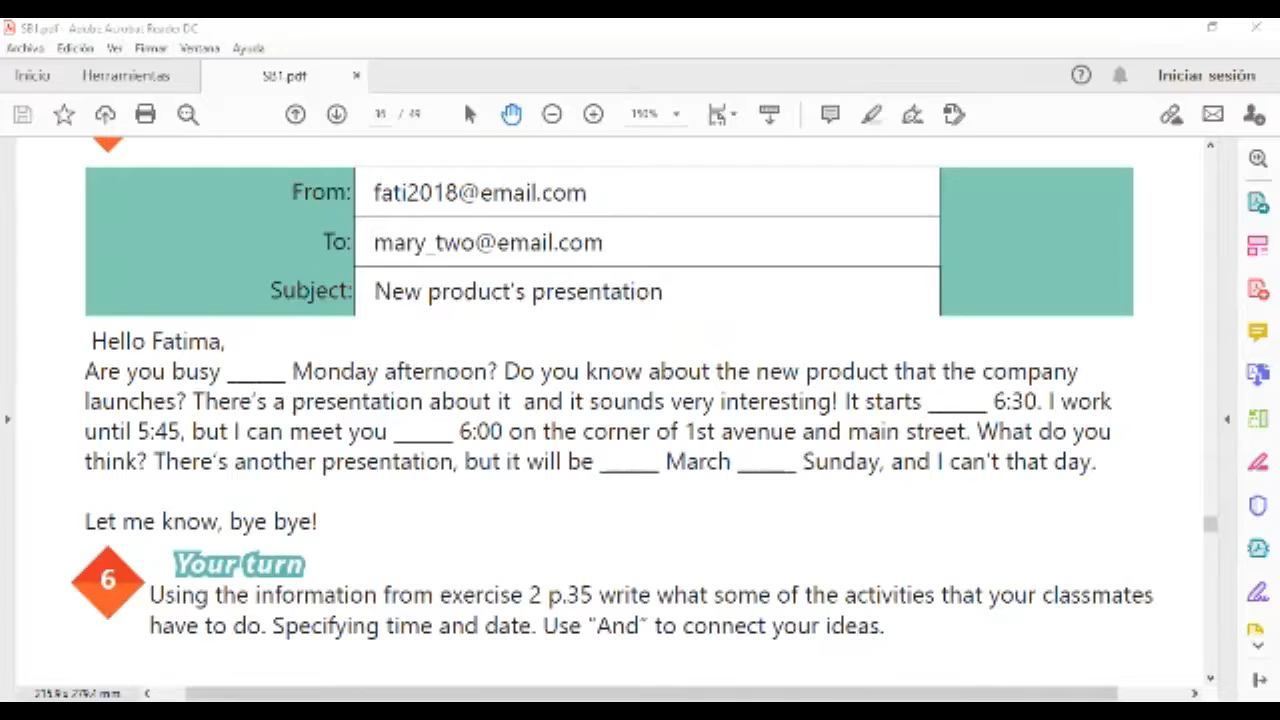 SB1.pdf - Adobe Acrobat Reader DC
Archivo Edición Ver Firmar Ventana Ayuda
Inicio Herramientas SB1.pdf × Iniciar sesión
36 / 49 150%
From: fati2018@email.com
To: mary_two@email.com
Subject: New product's presentation
Hello Fatima,
Are you busy _____ Monday afternoon? Do you know about the new product that the company
launches? There's a presentation about it and it sounds very interesting! It starts _____ 6:30. I work
until 5:45, but I can meet you _____ 6:00 on the corner of 1st avenue and main street. What do you
think? There's another presentation, but it will be _____ March _____ Sunday, and I can't that day.
Let me know, bye bye!
6 Your turn
Using the information from exercise 2 p.35 write what some of the activities that your classmates
have to do. Specifying time and date. Use "And" to connect your ideas.
215.9 x 279.4 mm